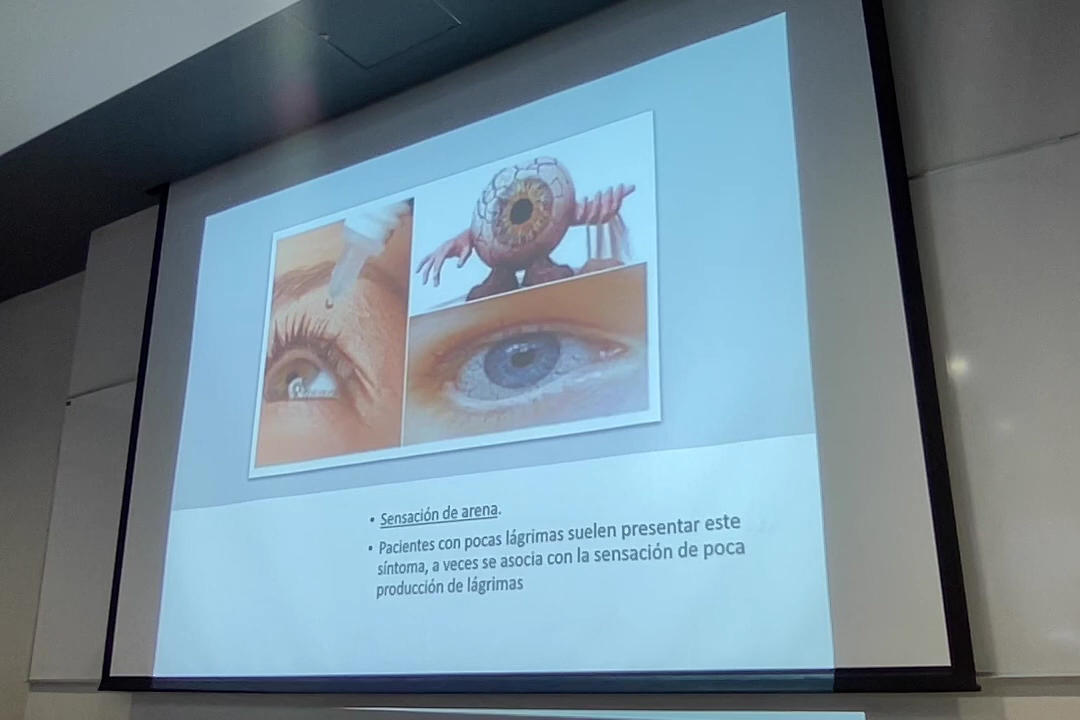 • Sensación de arena.
• Pacientes con pocas lágrimas suelen presentar este
síntoma, a veces se asocia con la sensación de poca
producción de lágrimas